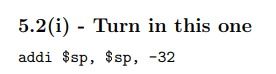 5.2(i) - Turn in this one
addi $sp, $sp, -32